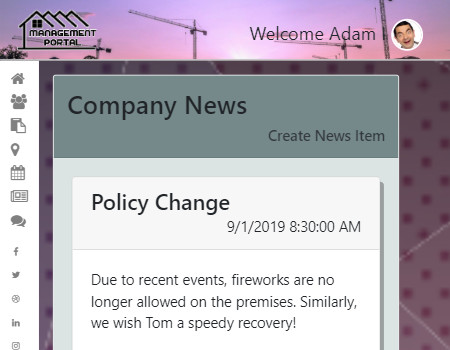 MANAGEMENT
PORTAL
Welcome Adam
Company News
Create News Item
Policy Change
9/1/2019 8:30:00 AM
Due to recent events, fireworks are no
longer allowed on the premises. Similarly,
we wish Tom a speedy recovery!